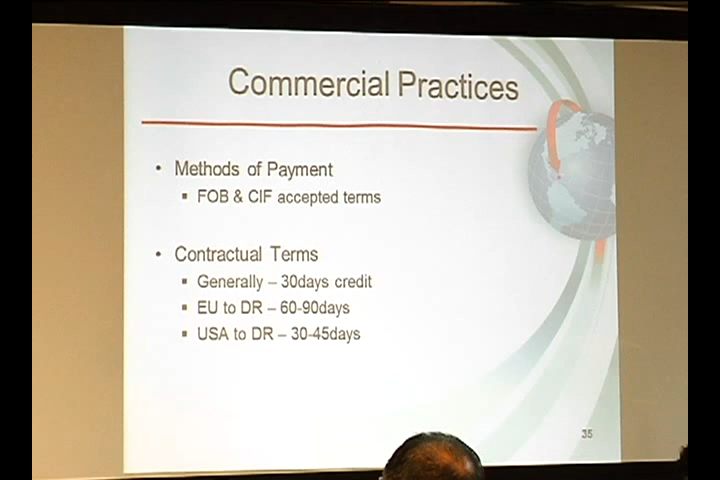 Commercial Practices
• Methods of Payment
▪ FOB & CIF accepted terms
• Contractual Terms
▪ Generally – 30days credit
▪ EU to DR – 60-90days
▪ USA to DR – 30-45days
35